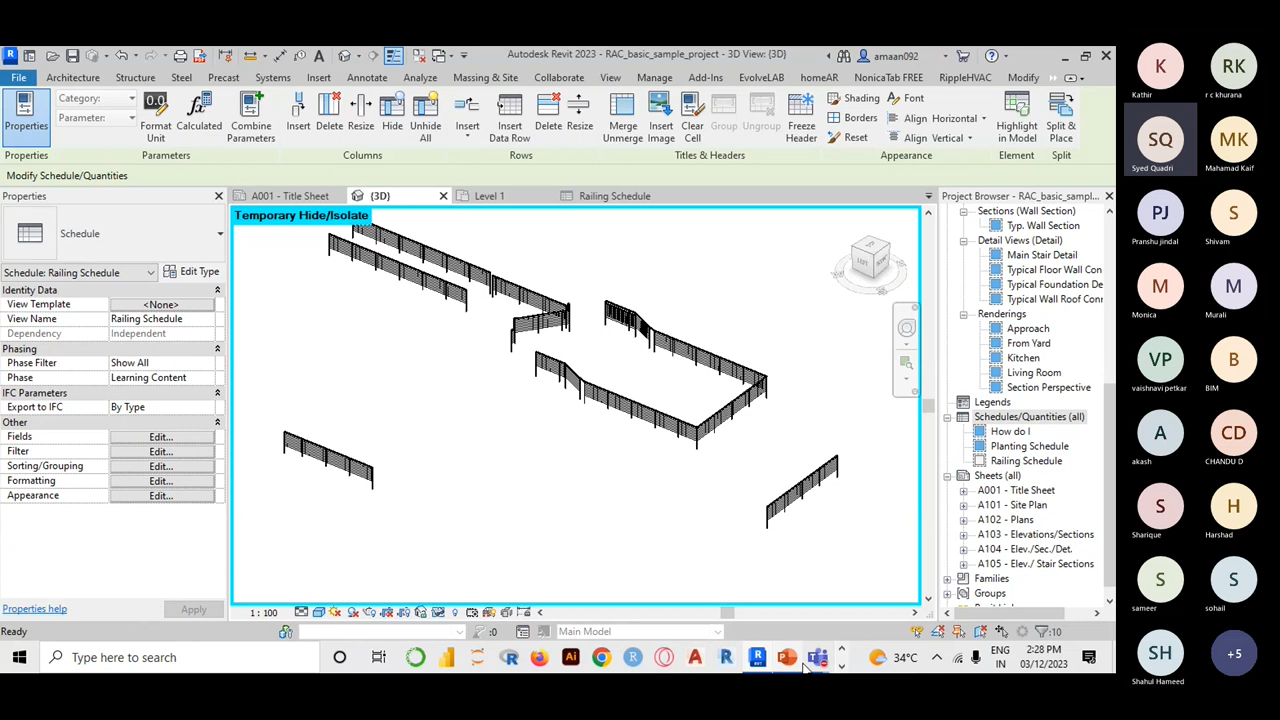 Autodesk Revit 2023 - RAC_basic_sample_project - 3D View: {3D}
amaan092
File Architecture Structure Steel Precast Systems Insert Annotate Analyze Massing & Site Collaborate View Manage Add-Ins EvolveLAB homeAR NonicaTab FREE RippleHVAC Modify
Properties
Category:
Parameter:
Format Unit
Calculated
Combine Parameters
Insert
Delete
Resize
Hide
Unhide All
Insert
Insert Data Row
Delete
Resize
Merge Unmerge
Insert Image
Clear Cell
Group
Ungroup
Freeze Header
Shading
Borders
Reset
Font
Align Horizontal
Align Vertical
Highlight in Model
Split & Place
Properties Parameters Columns Rows Titles & Headers Appearance Element Split
Modify Schedule/Quantities
Properties
A001 - Title Sheet
{3D}
Level 1
Railing Schedule
Project Browser - RAC_basic_sampl...
Schedule
Schedule: Railing Schedule
Edit Type
Identity Data
View Template <None>
View Name Railing Schedule
Dependency Independent
Phasing
Phase Filter Show All
Phase Learning Content
IFC Parameters
Export to IFC By Type
Other
Fields Edit...
Filter Edit...
Sorting/Grouping Edit...
Formatting Edit...
Appearance Edit...
Properties help
Apply
Temporary Hide/Isolate
1 : 100
Sections (Wall Section)
Typ. Wall Section
Detail Views (Detail)
Main Stair Detail
Typical Floor Wall Con
Typical Foundation De
Typical Wall Roof Conr
Renderings
Approach
From Yard
Kitchen
Living Room
Section Perspective
Legends
Schedules/Quantities (all)
How do I
Planting Schedule
Railing Schedule
Sheets (all)
A001 - Title Sheet
A101 - Site Plan
A102 - Plans
A103 - Elevations/Sections
A104 - Elev./Sec./Det.
A105 - Elev./ Stair Sections
Families
Groups
Ready
:0
Main Model
:10
Type here to search
34°C
ENG
IN
2:28 PM
03/12/2023
K
Kathir
RK
r c khurana
SQ
Syed Quadri
MK
Mahamad Kaif
PJ
Pranshu jindal
S
Shivam
M
Monica
M
Murali
VP
vaishnavi petkar
B
BIM
A
akash
CD
CHANDU D
S
Sharique
H
Harshad
S
sameer
S
sohail
SH
Shahul Hameed
+5